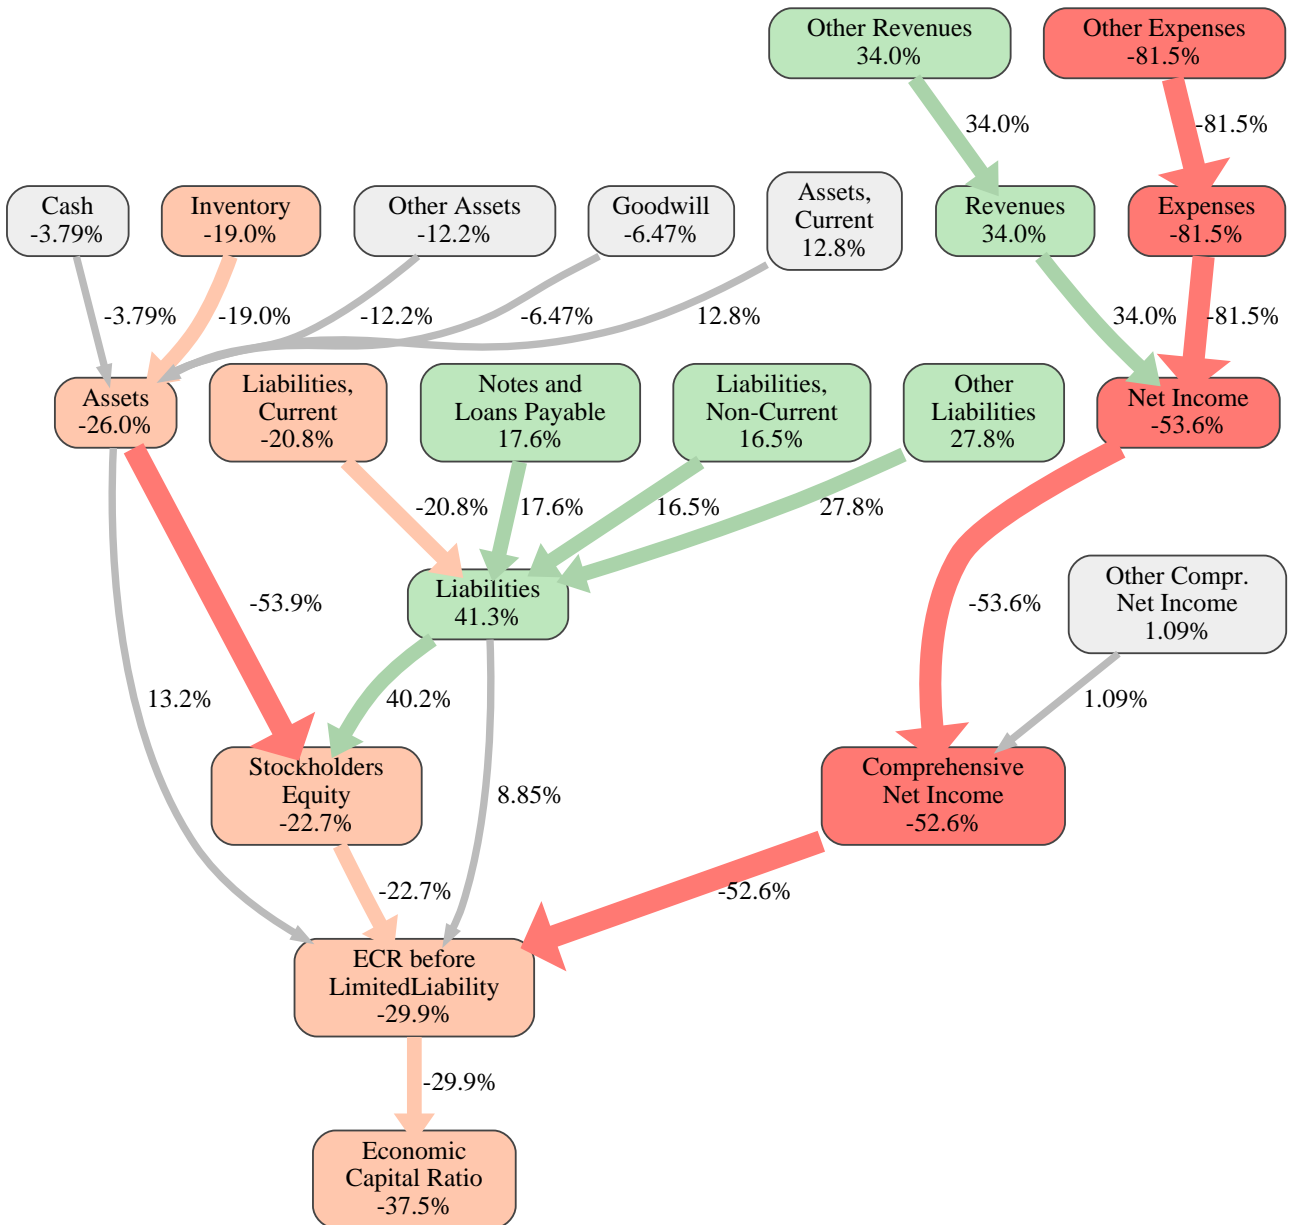 Other Revenues
34.0%
Other Expenses
-81.5%
34.0%
-81.5%
Cash
-3.79%
Inventory
-19.0%
Other Assets
-12.2%
Goodwill
-6.47%
Assets,
Current
12.8%
Revenues
34.0%
Expenses
-81.5%
-3.79%
-19.0%
-12.2%
-6.47%
12.8%
34.0%
-81.5%
Assets
-26.0%
Liabilities,
Current
-20.8%
Notes and
Loans Payable
17.6%
Liabilities,
Non-Current
16.5%
Other
Liabilities
27.8%
Net Income
-53.6%
-20.8%
17.6%
16.5%
27.8%
Liabilities
41.3%
Other Compr.
Net Income
1.09%
-53.9%
-53.6%
13.2%
40.2%
1.09%
Stockholders
Equity
-22.7%
8.85%
Comprehensive
Net Income
-52.6%
-22.7%
-52.6%
ECR before
LimitedLiability
-29.9%
-29.9%
Economic
Capital Ratio
-37.5%